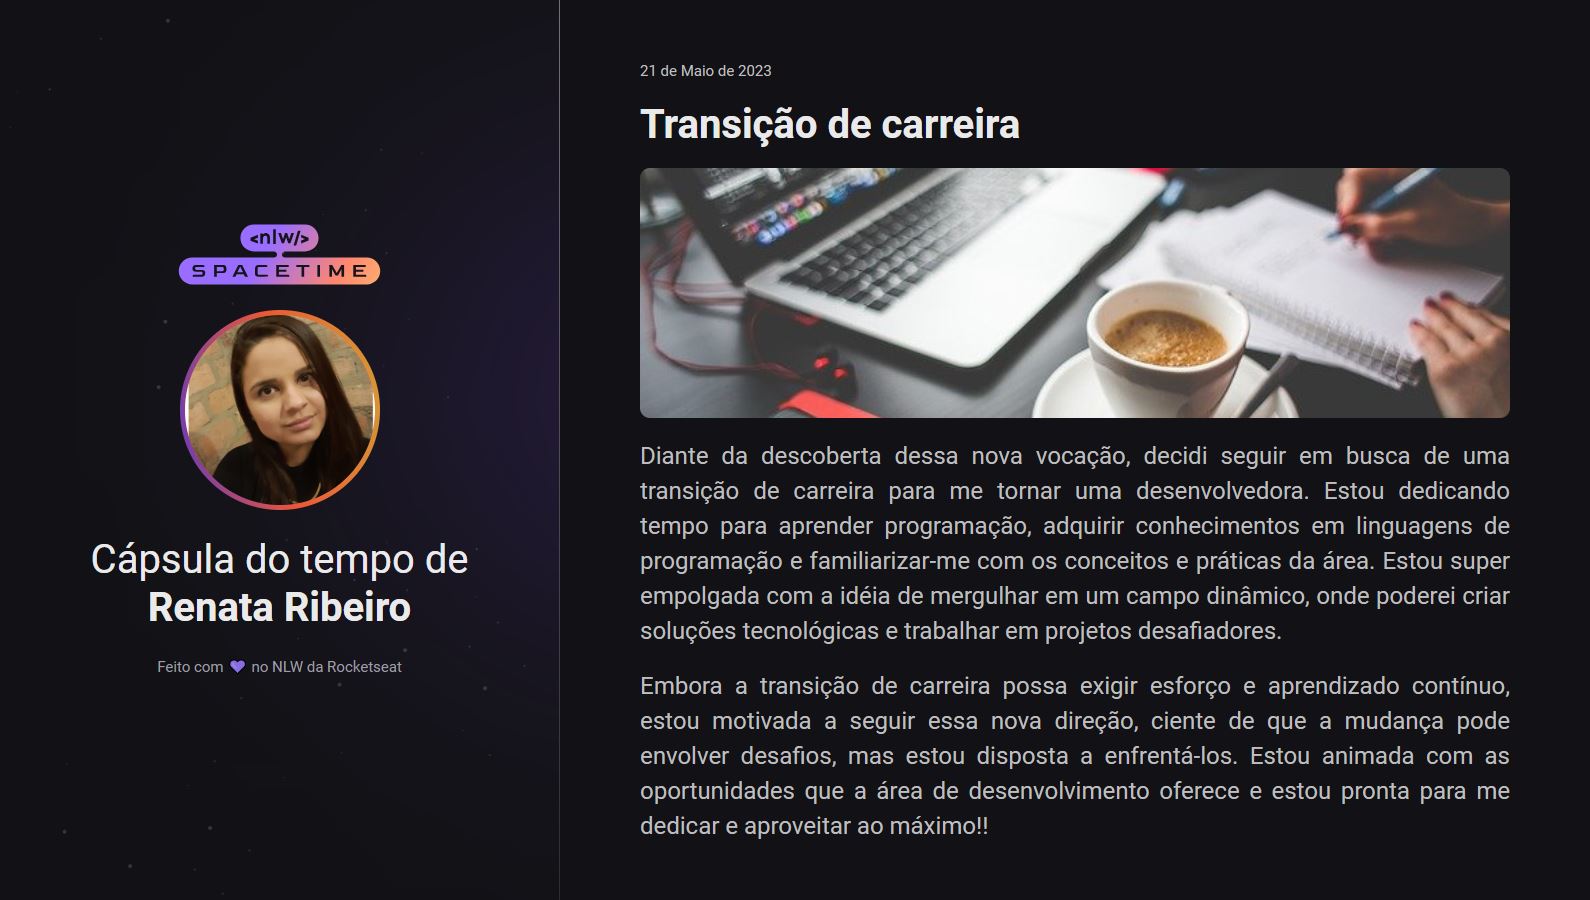 <nlw/>
SPACETIME
Cápsula do tempo de
Renata Ribeiro
Feito com 💜 no NLW da Rocketseat
21 de Maio de 2023
Transição de carreira
Diante da descoberta dessa nova vocação, decidi seguir em busca de uma
transição de carreira para me tornar uma desenvolvedora. Estou dedicando
tempo para aprender programação, adquirir conhecimentos em linguagens de
programação e familiarizar-me com os conceitos e práticas da área. Estou super
empolgada com a idéia de mergulhar em um campo dinâmico, onde poderei criar
soluções tecnológicas e trabalhar em projetos desafiadores.
Embora a transição de carreira possa exigir esforço e aprendizado contínuo,
estou motivada a seguir essa nova direção, ciente de que a mudança pode
envolver desafios, mas estou disposta a enfrentá-los. Estou animada com as
oportunidades que a área de desenvolvimento oferece e estou pronta para me
dedicar e aproveitar ao máximo!!